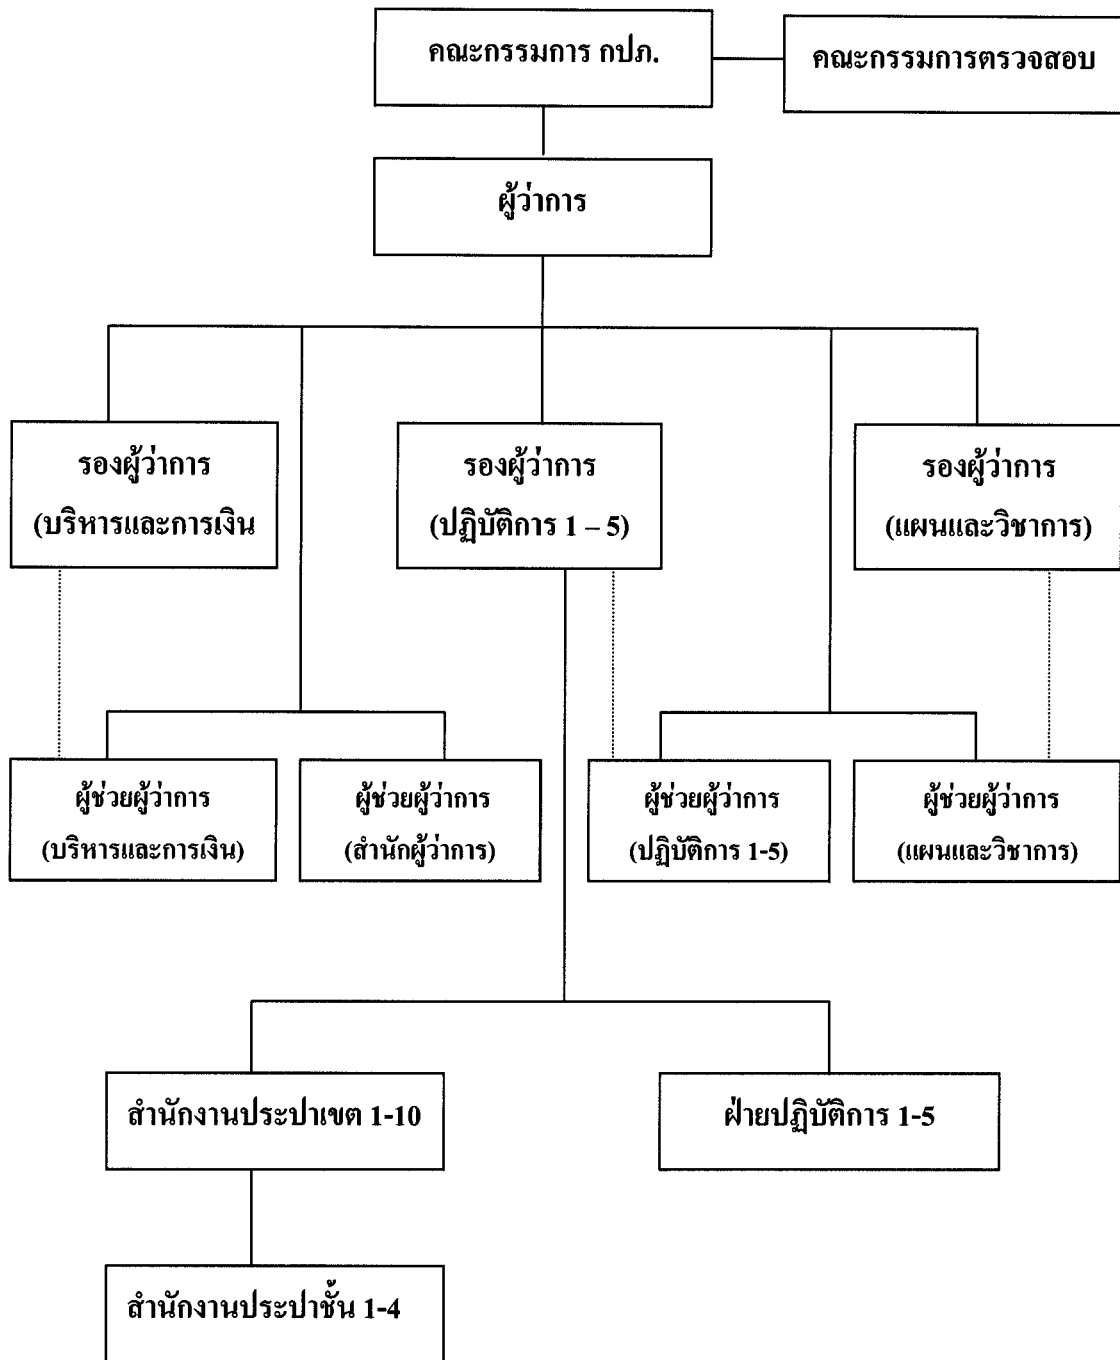 คณะกรรมการ กปภ.
คณะกรรมการตรวจสอบ
ผู้ว่าการ
รองผู้ว่าการ
(บริหารและการเงิน
รองผู้ว่าการ
(ปฏิบัติการ 1 – 5)
รองผู้ว่าการ
(แผนและวิชาการ)
ผู้ช่วยผู้ว่าการ
(บริหารและการเงิน)
ผู้ช่วยผู้ว่าการ
(สำนักผู้ว่าการ)
ผู้ช่วยผู้ว่าการ
(ปฏิบัติการ 1-5)
ผู้ช่วยผู้ว่าการ
(แผนและวิชาการ)
สำนักงานประปาเขต 1-10
ฝ่ายปฏิบัติการ 1-5
สำนักงานประปาชั้น 1-4